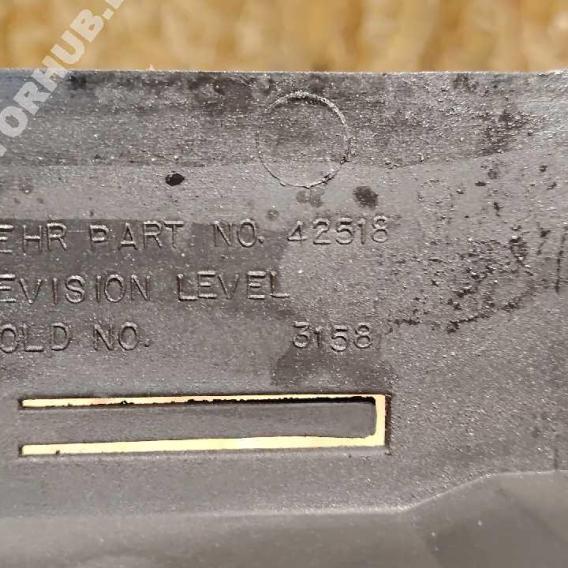 ORHUB.
EHR PART NO. 42518
EVISION LEVEL
OLD NO. 3158